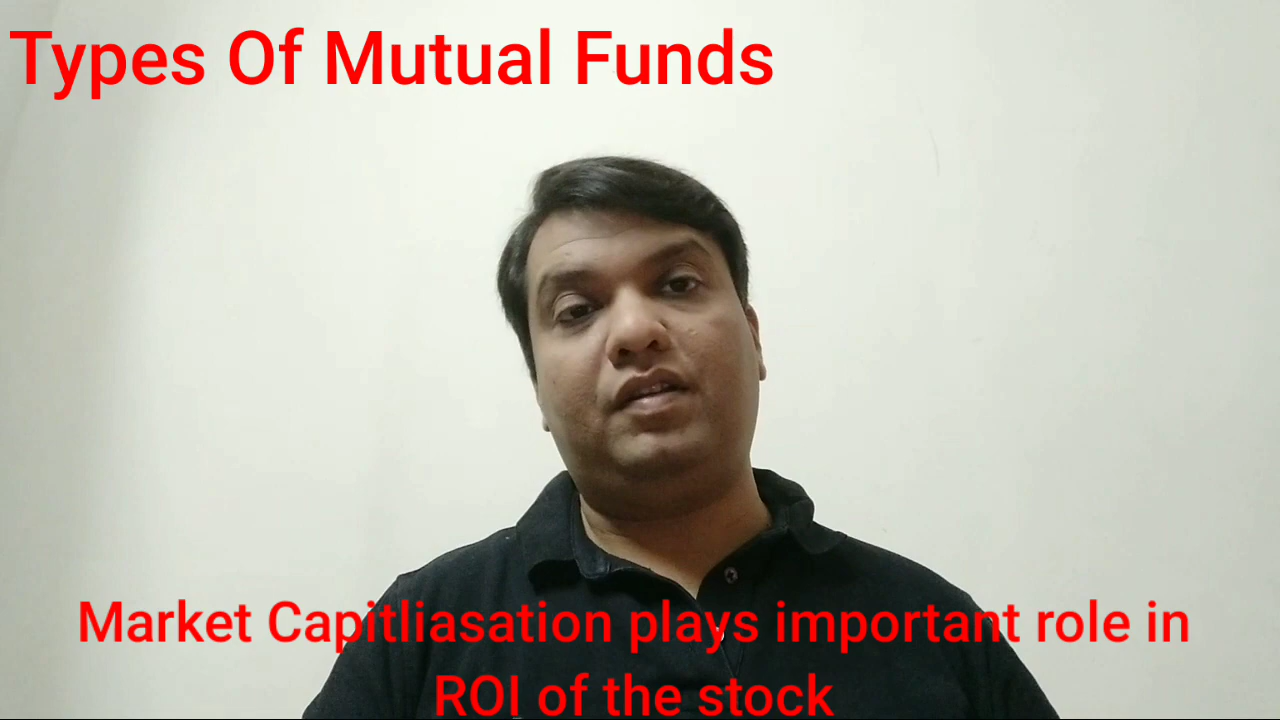 Types Of Mutual Funds
Market Capitliasation plays important role in
ROI of the stock